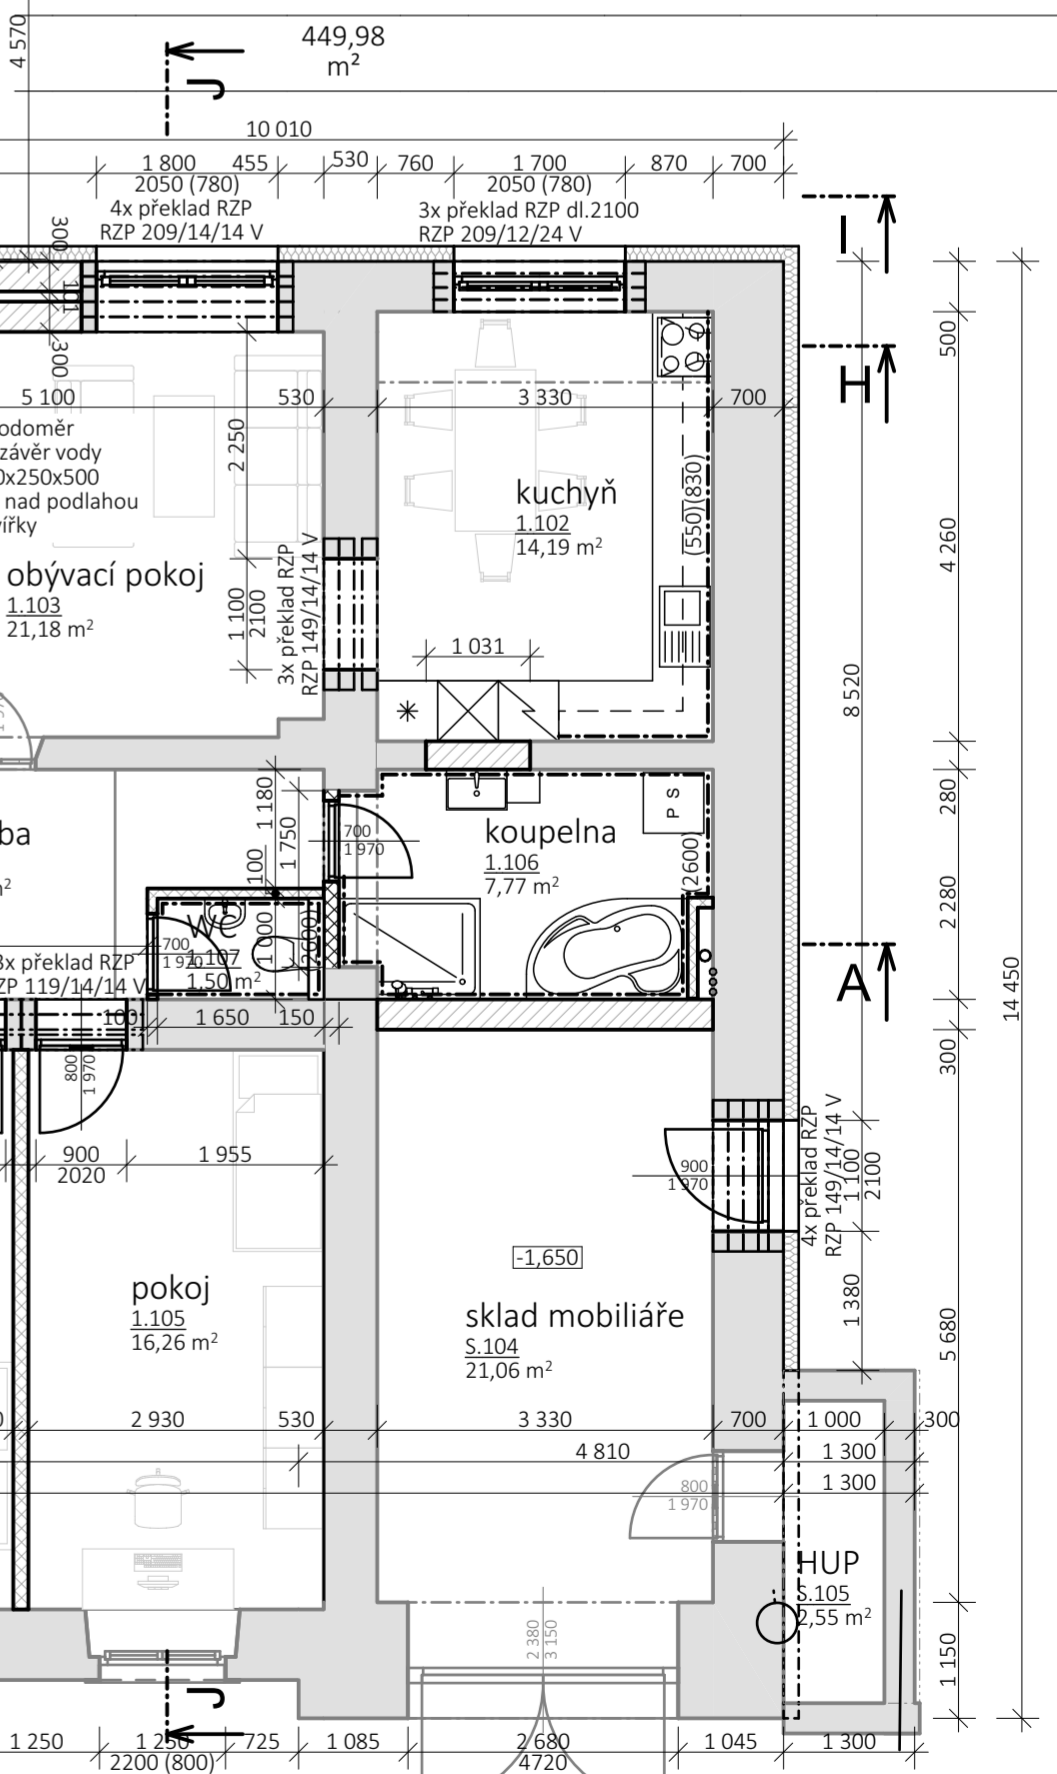 4 570
449,98
m²
J
10 010
1 800
455
530
760
1 700
870
700
2050 (780)
2050 (780)
4x překlad RZP
RZP 209/14/14 V
3x překlad RZP dl.2100
RZP 209/12/24 V
I
300
300
500
H
5 100
530
3 330
700
odoměr
závěr vody
0x250x500
nad podlahou
vířky
2 250
kuchyň
1.102
14,19 m²
(550)(830)
4 260
obývací pokoj
1.103
21,18 m²
1 100
2100
3x překlad RZP
RZP 149/14/14 V
1 031
8 520
ba
1 180
1 750
100
700
1 970
koupelna
1.106
7,77 m²
P S
(2600)
280
2 280
WC
1.107
1.50 m²
700
1 970
1 000
(2600)
3x překlad RZP
RZP 119/14/14 V
A
14 450
100
1 650
150
300
800
1 970
900
2020
1 955
900
1 970
4x překlad RZP
RZP 149/14/14 V
1 100
2100
-1,650
pokoj
1.105
16,26 m²
sklad mobiliáře
S.104
21,06 m²
1 380
5 680
2 930
530
3 330
700
1 000
300
4 810
1 300
1 300
800
1 970
HUP
S.105
2,55 m²
2 380
3 150
1 150
J
1 250
1 250
725
1 085
2 680
1 045
1 300
2200 (800)
4720